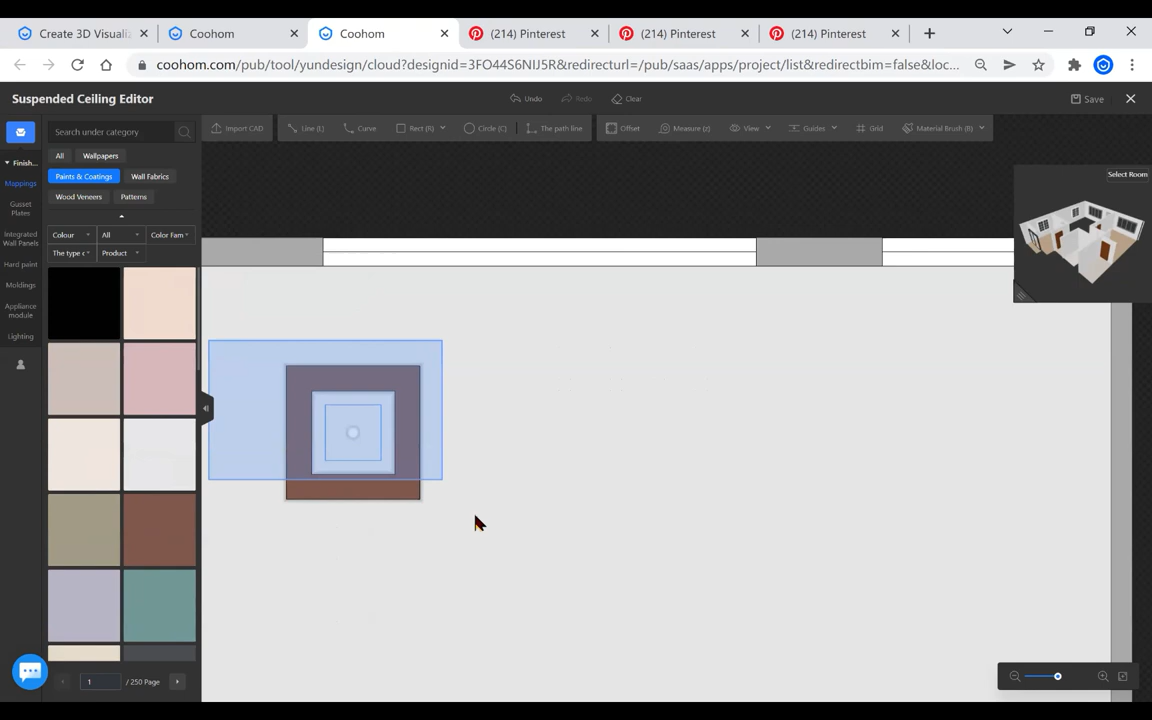 Create 3D Visuali
Coohom
Coohom
(214) Pinterest
(214) Pinterest
(214) Pinterest
coohom.com/pub/tool/yundesign/cloud?designid=3FO44S6NIJ5R&redirecturl=/pub/saas/apps/project/list&redirectbim=false&loc...
Suspended Ceiling Editor
Undo
Redo
Clear
Save
Search under category
Import CAD
Line (L)
Curve
Rect (R)
Circle (C)
The path line
Offset
Measure (z)
View
Guides
Grid
Material Brush (B)
All
Wallpapers
Finish...
Paints & Coatings
Wall Fabrics
Select Room
Mappings
Wood Veneers
Patterns
Gusset
Plates
Integrated
Wall Panels
Colour
All
Color Fam
The type c
Product
Hard paint
Moldings
Appliance
module
Lighting
1
/ 250 Page